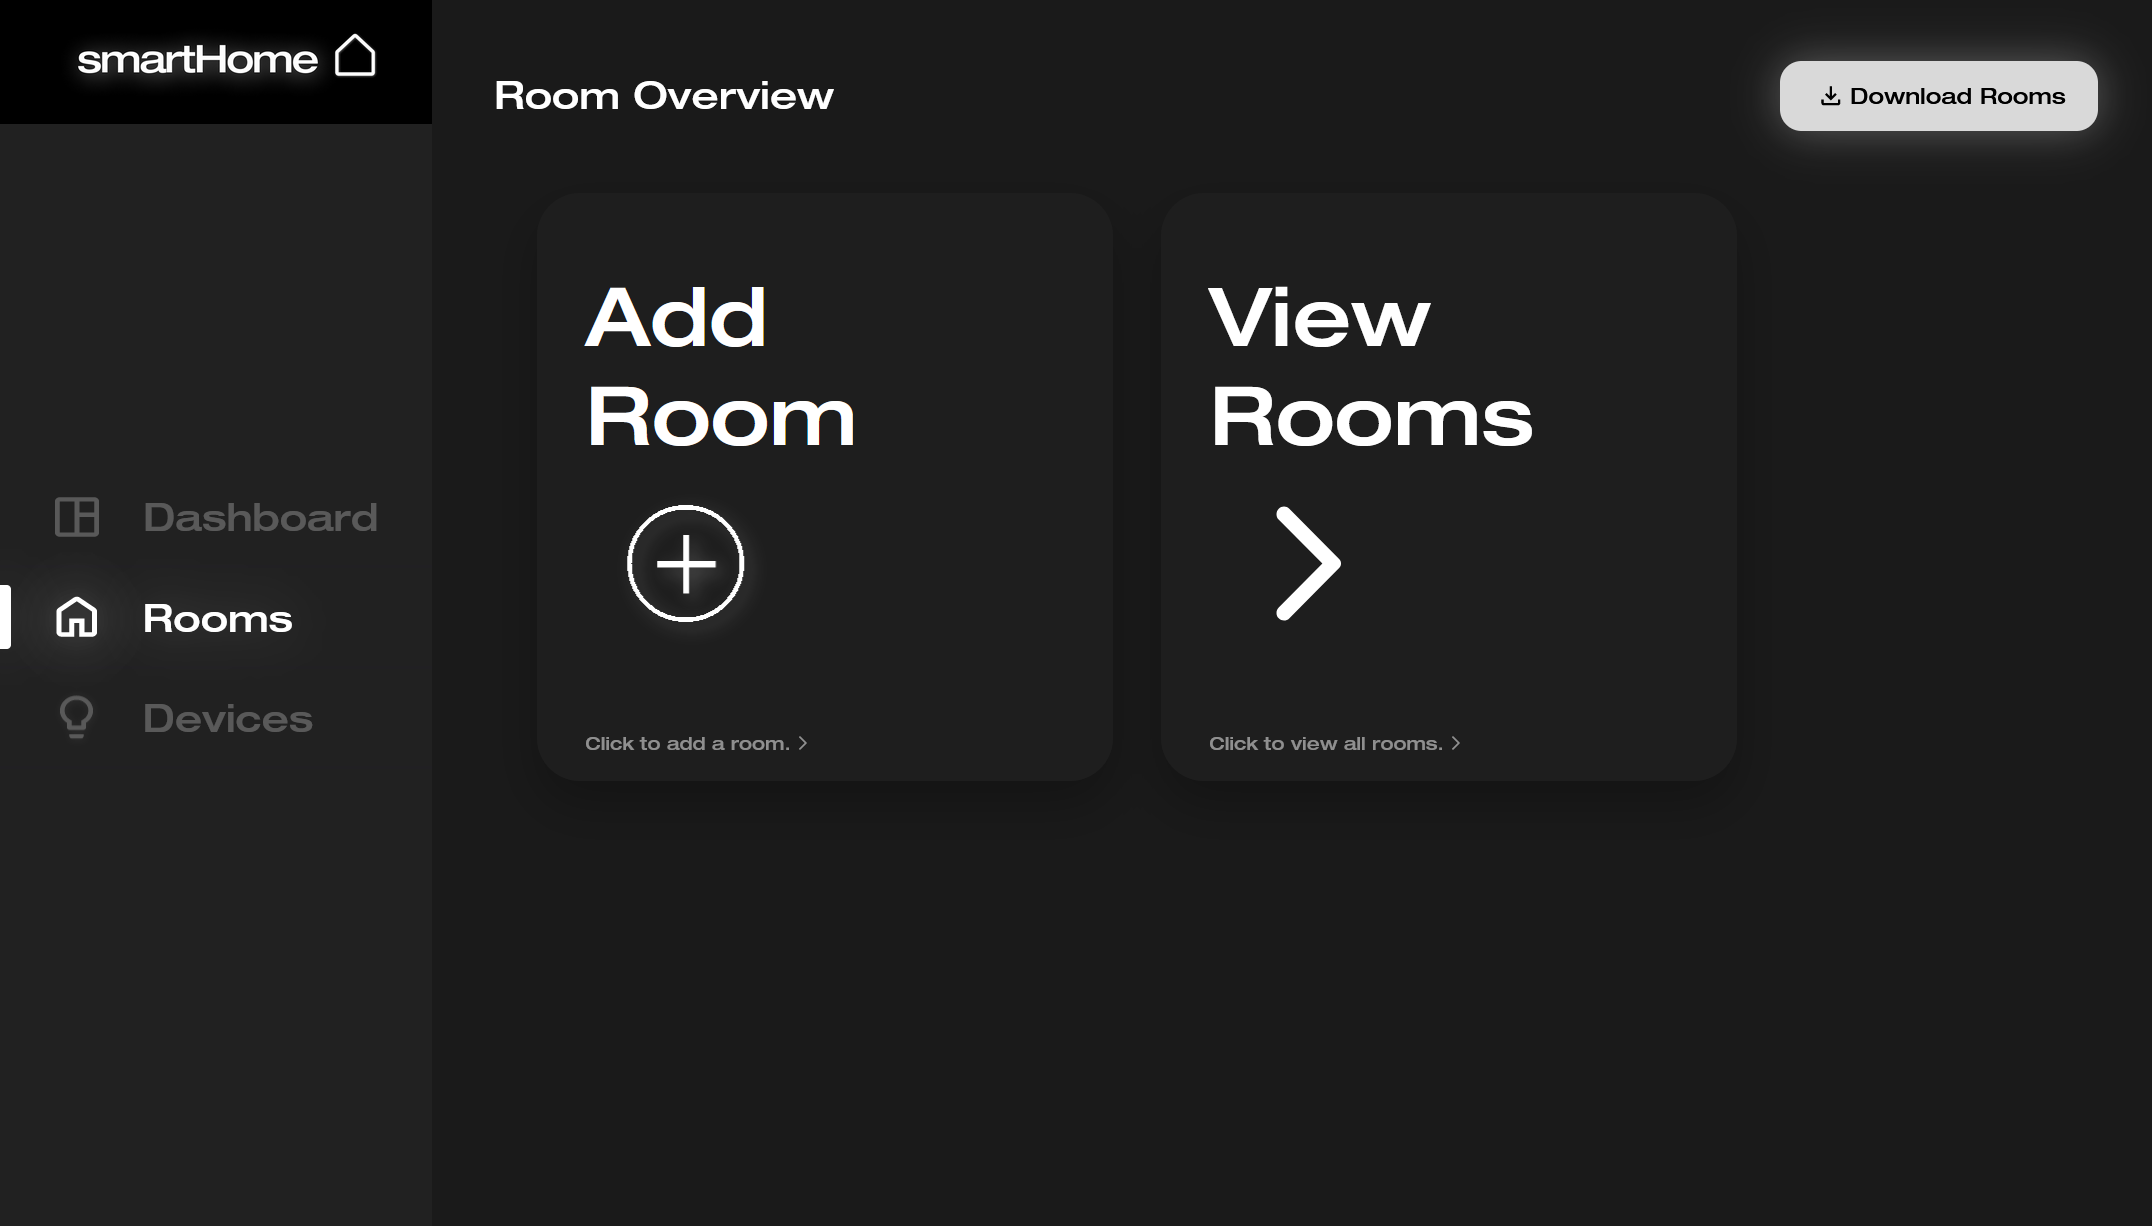 smartHome
Room Overview
Download Rooms
Add
Room
Click to add a room.
View
Rooms
Click to view all rooms.
Dashboard
Rooms
Devices